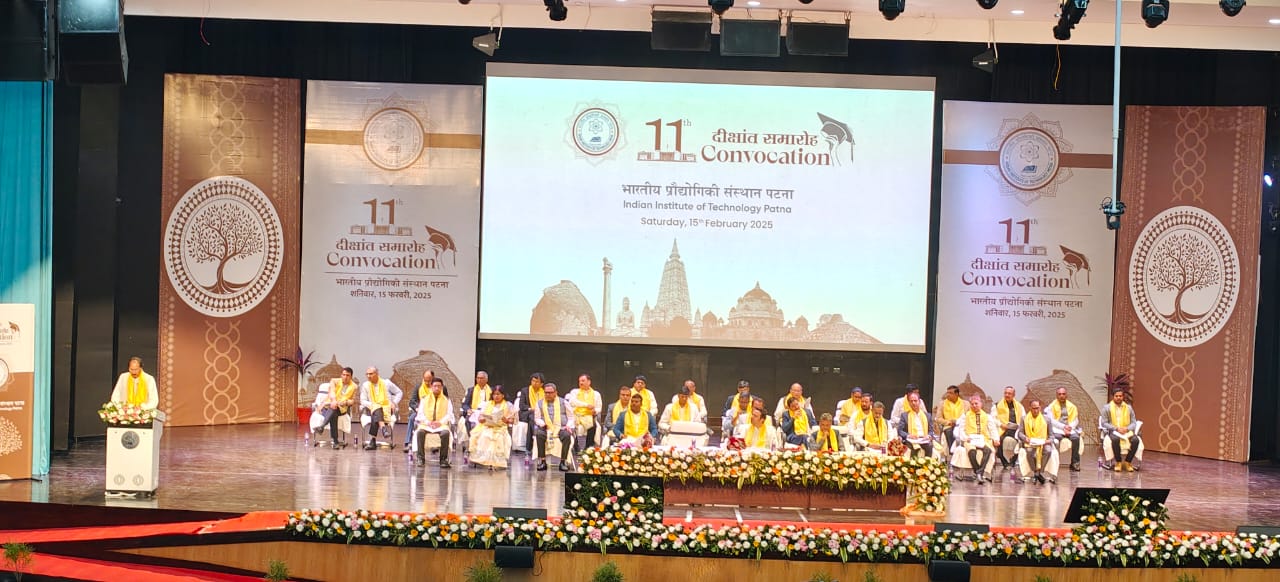 11th
दीक्षांत समारोह
Convocation
भारतीय प्रौद्योगिकी संस्थान पटना
Indian Institute of Technology Patna
Saturday, 15th February 2025
11th
दीक्षांत समारोह
Convocation
भारतीय प्रौद्योगिकी संस्थान पटना
शनिवार, 15 फरवरी, 2025
11th
दीक्षांत समारोह
Convocation
भारतीय प्रौद्योगिकी संस्थान पटना
शनिवार, 15 फरवरी, 2025